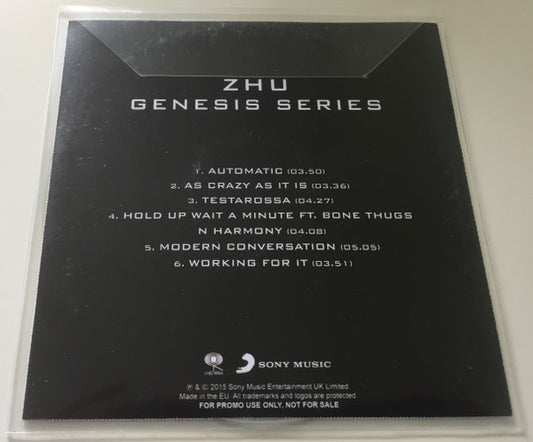 ZHU
GENESIS SERIES
1. AUTOMATIC (03.50)
2. AS CRAZY AS IT IS (03.36)
3. TESTAROSSA (04.27)
4. HOLD UP WAIT A MINUTE FT. BONE THUGS
N HARMONY (04.08)
5. MODERN CONVERSATION (05.05)
6. WORKING FOR IT (03.51)
COLUMBIA SONY MUSIC
℗ & © 2015 Sony Music Entertainment UK Limited.
Made in the EU. All trademarks and logos are protected.
FOR PROMO USE ONLY, NOT FOR SALE